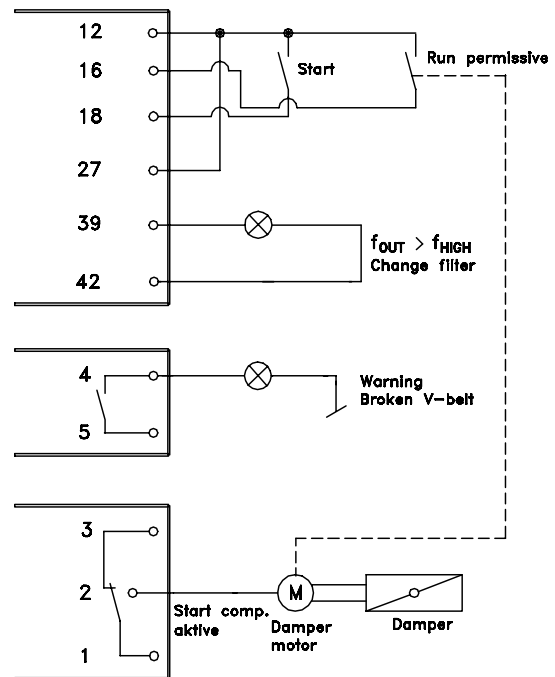 12
16
Run permissive
Start
18
27
39
fOUT > fHIGH
Change filter
42
4
Warning
Broken V-belt
5
3
2
M
Start comp.
aktive
Damper
motor
Damper
1